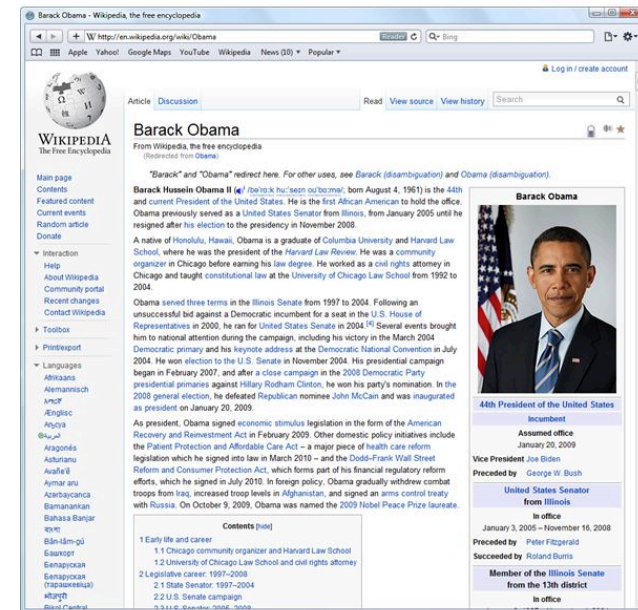 Barack Obama - Wikipedia, the free encyclopedia
W http://en.wikipedia.org/wiki/Obama
Reader
Bing
Apple Yahoo! Google Maps YouTube Wikipedia News (10) Popular
Log in / create account
Article Discussion
Read View source View history Search
WIKIPEDIA
The Free Encyclopedia
Main page
Contents
Featured content
Current events
Random article
Donate
Interaction
Help
About Wikipedia
Community portal
Recent changes
Contact Wikipedia
Toolbox
Print/export
Languages
Afrikaans
Alemannisch
አማርኛ
Ænglisc
Аҧсуа
العربية
Aragonés
Asturianu
Avañe'ẽ
Aymar aru
Azərbaycanca
Bamanankan
Bahasa Banjar
বাংলা
Bân-lâm-gú
Башҡорт
Беларуская
Беларуская
(тарашкевіца)
भोजपुरी
Bikol Central
Barack Obama
From Wikipedia, the free encyclopedia
(Redirected from Obama)
"Barack" and "Obama" redirect here. For other uses, see Barack (disambiguation) and Obama (disambiguation).
Barack Hussein Obama II (born August 4, 1961) is the 44th
and current President of the United States. He is the first African American to hold the office.
Obama previously served as a United States Senator from Illinois, from January 2005 until he
resigned after his election to the presidency in November 2008.
A native of Honolulu, Hawaii, Obama is a graduate of Columbia University and Harvard Law
School, where he was the president of the Harvard Law Review. He was a community
organizer in Chicago before earning his law degree. He worked as a civil rights attorney in
Chicago and taught constitutional law at the University of Chicago Law School from 1992 to
2004.
Obama served three terms in the Illinois Senate from 1997 to 2004. Following an
unsuccessful bid against a Democratic incumbent for a seat in the U.S. House of
Representatives in 2000, he ran for United States Senate in 2004.[4] Several events brought
him to national attention during the campaign, including his victory in the March 2004
Democratic primary and his keynote address at the Democratic National Convention in July
2004. He won election to the U.S. Senate in November 2004. His presidential campaign
began in February 2007, and after a close campaign in the 2008 Democratic Party
presidential primaries against Hillary Rodham Clinton, he won his party's nomination. In the
2008 general election, he defeated Republican nominee John McCain and was inaugurated
as president on January 20, 2009.
As president, Obama signed economic stimulus legislation in the form of the American
Recovery and Reinvestment Act in February 2009. Other domestic policy initiatives include
the Patient Protection and Affordable Care Act – a major piece of health care reform
legislation which he signed into law in March 2010 – and the Dodd–Frank Wall Street
Reform and Consumer Protection Act, which forms part of his financial regulatory reform
efforts, which he signed in July 2010. In foreign policy, Obama gradually withdrew combat
troops from Iraq, increased troop levels in Afghanistan, and signed an arms control treaty
with Russia. On October 9, 2009, Obama was named the 2009 Nobel Peace Prize laureate.
Contents [hide]
1 Early life and career
1.1 Chicago community organizer and Harvard Law School
1.2 University of Chicago Law School and civil rights attorney
2 Legislative career: 1997–2008
2.1 State Senator: 1997–2004
2.2 U.S. Senate campaign
2.3 U.S. Senator: 2005–2008
Barack Obama
44th President of the United States
Incumbent
Assumed office
January 20, 2009
Vice President Joe Biden
Preceded by George W. Bush
United States Senator
from Illinois
In office
January 3, 2005 – November 16, 2008
Preceded by Peter Fitzgerald
Succeeded by Roland Burris
Member of the Illinois Senate
from the 13th district
In office